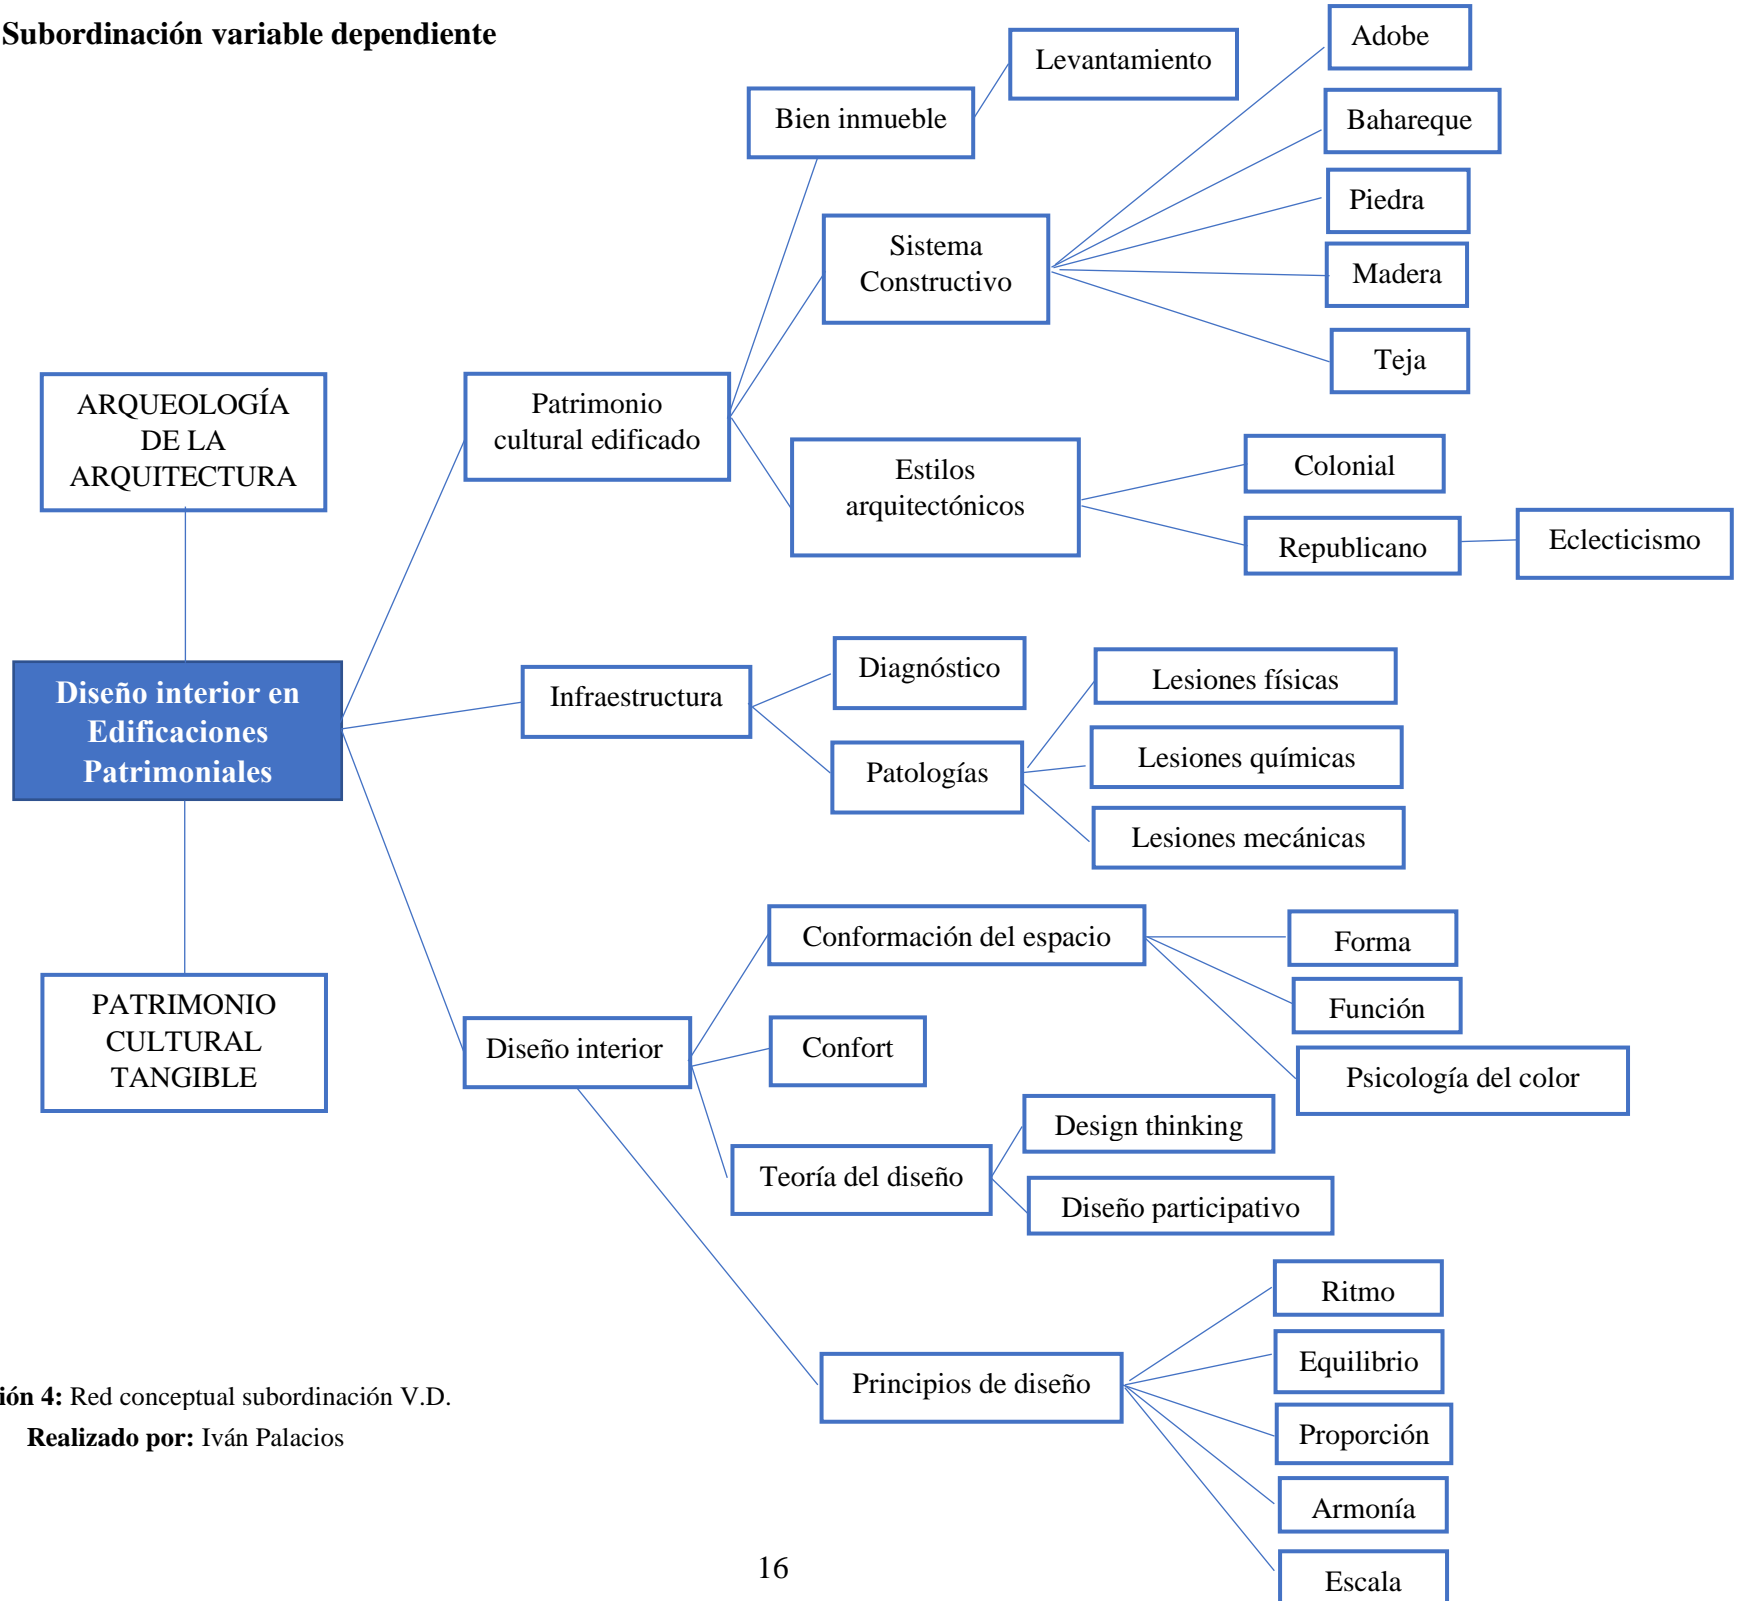 Subordinación variable dependiente
Adobe
Levantamiento
Bien inmueble
Bahareque
Piedra
Sistema
Constructivo
Madera
Teja
ARQUEOLOGÍA
DE LA
ARQUITECTURA
Patrimonio
cultural edificado
Estilos
arquitectónicos
Colonial
Republicano
Eclecticismo
Diseño interior en
Edificaciones
Patrimoniales
Infraestructura
Diagnóstico
Patologías
Lesiones físicas
Lesiones químicas
Lesiones mecánicas
PATRIMONIO
CULTURAL
TANGIBLE
Diseño interior
Conformación del espacio
Forma
Función
Psicología del color
Confort
Teoría del diseño
Design thinking
Diseño participativo
Principios de diseño
Ritmo
Equilibrio
Proporción
Armonía
Escala
ión 4: Red conceptual subordinación V.D.
Realizado por: Iván Palacios
16